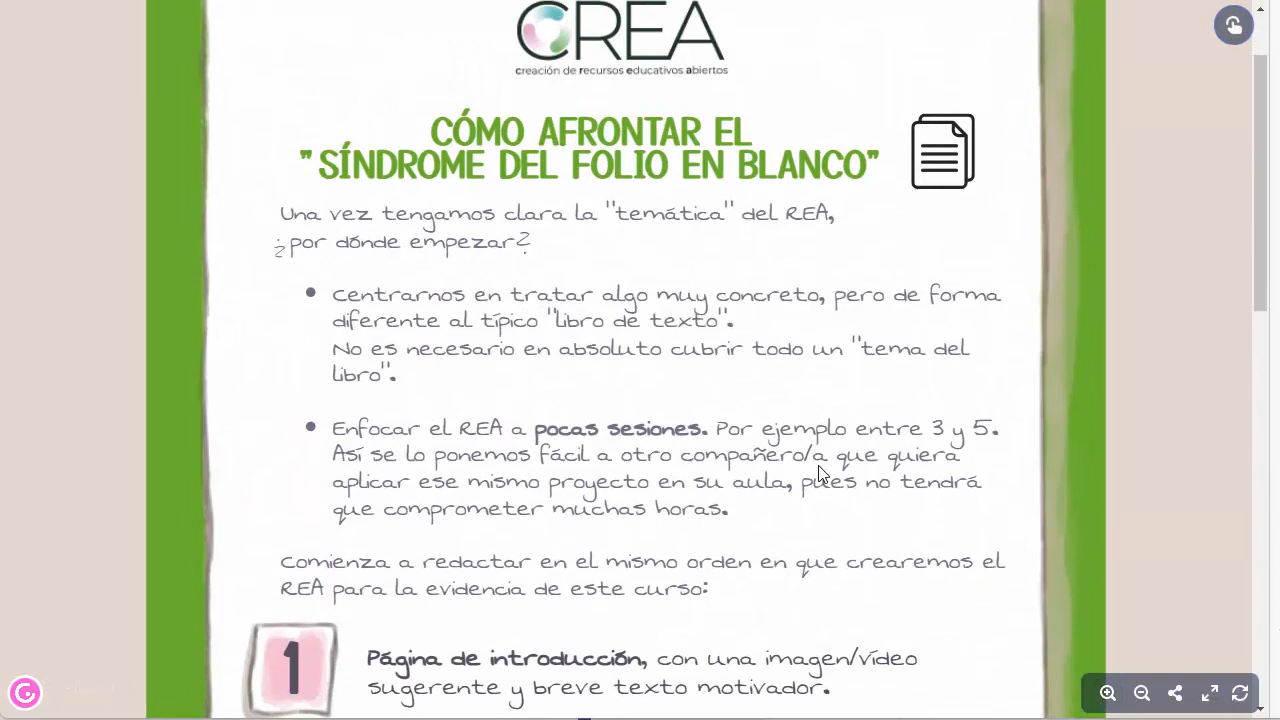 CREA
creación de recursos educativos abiertos
CÓMO AFRONTAR EL
"SÍNDROME DEL FOLIO EN BLANCO"
Una vez tengamos clara la "temática" del REA,
¿por dónde empezar?
• Centrarnos en tratar algo muy concreto, pero de forma
diferente al típico "libro de texto".
No es necesario en absoluto cubrir todo un "tema del
libro".
• Enfocar el REA a pocas sesiones. Por ejemplo entre 3 y 5.
Así se lo ponemos fácil a otro compañero/a que quiera
aplicar ese mismo proyecto en su aula, pues no tendrá
que comprometer muchas horas.
Comienza a redactar en el mismo orden en que crearemos el
REA para la evidencia de este curso:
1
Página de introducción, con una imagen/vídeo
sugerente y breve texto motivador.